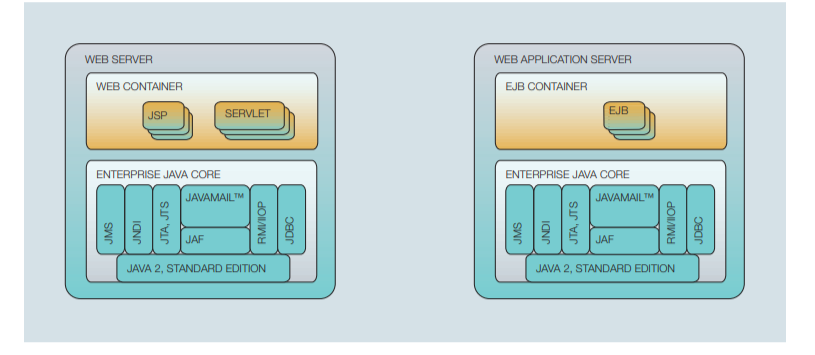 WEB SERVER
WEB CONTAINER
JSP
SERVLET
ENTERPRISE JAVA CORE
JMS
JNDI
JTA, JTS
JAVAMAIL™
JAF
RMI/IIOP
JDBC
JAVA 2, STANDARD EDITION
WEB APPLICATION SERVER
EJB CONTAINER
EJB
ENTERPRISE JAVA CORE
JMS
JNDI
JTA, JTS
JAVAMAIL™
JAF
RMI/IIOP
JDBC
JAVA 2, STANDARD EDITION